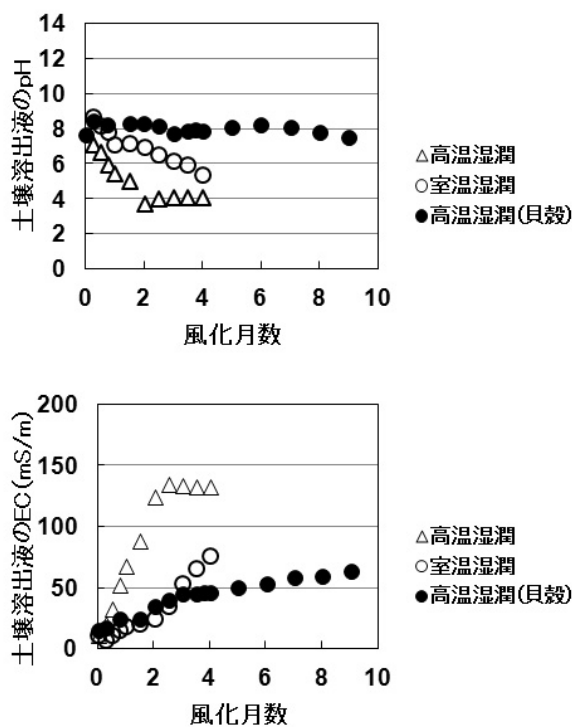 土壌溶出液のpH
14
12
10
8
6
4
2
0
0 2 4 6 8 10
風化月数
△高温湿潤
○室温湿潤
●高温湿潤(貝殻)
土壌溶出液のEC(mS/m)
200
150
100
50
0
0 2 4 6 8 10
風化月数
△高温湿潤
○室温湿潤
●高温湿潤(貝殻)